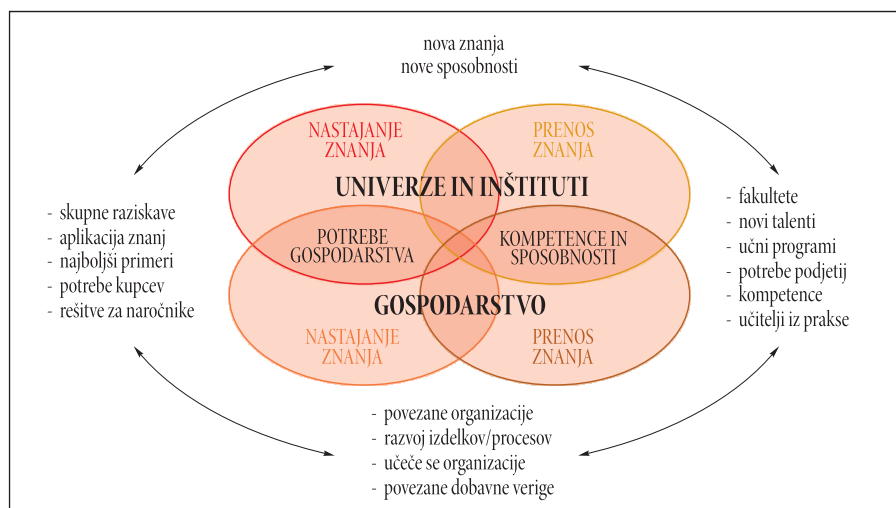 nova znanja
nove sposobnosti
NASTAJANJE
ZNANJA
PRENOS
ZNANJA
UNIVERZE IN INŠTITUTI
- skupne raziskave
- aplikacija znanj
- najboljši primeri
- potrebe kupcev
- rešitve za naročnike
POTREBE
GOSPODARSTVA
KOMPETENCE IN
SPOSOBNOSTI
- fakultete
- novi talenti
- učni programi
- potrebe podjetij
- kompetence
- učitelji iz prakse
GOSPODARSTVO
NASTAJANJE
ZNANJA
PRENOS
ZNANJA
- povezane organizacije
- razvoj izdelkov/procesov
- učeče se organizacije
- povezane dobavne verige